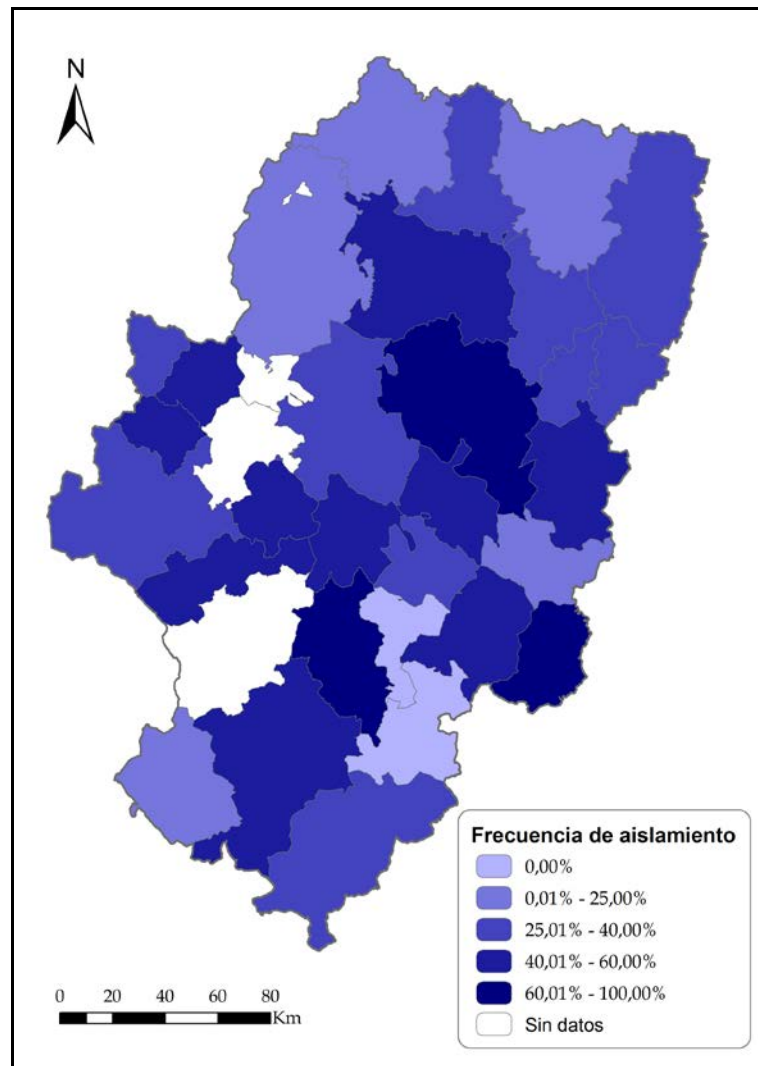 N
Frecuencia de aislamiento
0,00%
0,01% - 25,00%
25,01% - 40,00%
40,01% - 60,00%
60,01% - 100,00%
Sin datos
0 20 40 60 80
Km